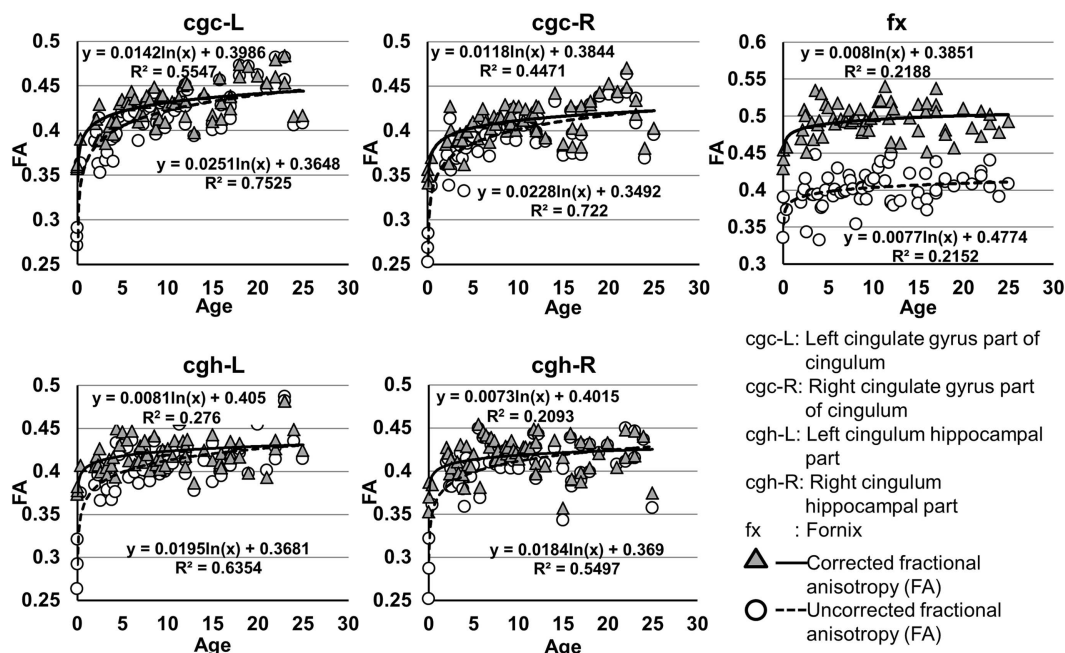 cgc-L
0.5
0.45
0.4
0.35
0.3
0.25
FA
y = 0.0142ln(x) + 0.3986
R² = 0.5547
y = 0.0251ln(x) + 0.3648
R² = 0.7525
0 5 10 15 20 25 30
Age
cgc-R
0.5
0.45
0.4
0.35
0.3
0.25
FA
y = 0.0118ln(x) + 0.3844
R² = 0.4471
y = 0.0228ln(x) + 0.3492
R² = 0.722
0 5 10 15 20 25 30
Age
fx
0.6
0.55
0.5
0.45
0.4
0.35
0.3
FA
y = 0.008ln(x) + 0.3851
R² = 0.2188
y = 0.0077ln(x) + 0.4774
R² = 0.2152
0 5 10 15 20 25 30
Age
cgh-L
0.5
0.45
0.4
0.35
0.3
0.25
FA
y = 0.0081ln(x) + 0.405
R² = 0.276
y = 0.0195ln(x) + 0.3681
R² = 0.6354
0 5 10 15 20 25 30
Age
cgh-R
0.5
0.45
0.4
0.35
0.3
0.25
FA
y = 0.0073ln(x) + 0.4015
R² = 0.2093
y = 0.0184ln(x) + 0.369
R² = 0.5497
0 5 10 15 20 25 30
Age
cgc-L: Left cingulate gyrus part of
cingulum
cgc-R: Right cingulate gyrus part
of cingulum
cgh-L: Left cingulum hippocampal
part
cgh-R: Right cingulum
hippocampal part
fx : Fornix
Corrected fractional
anisotropy (FA)
Uncorrected fractional
anisotropy (FA)